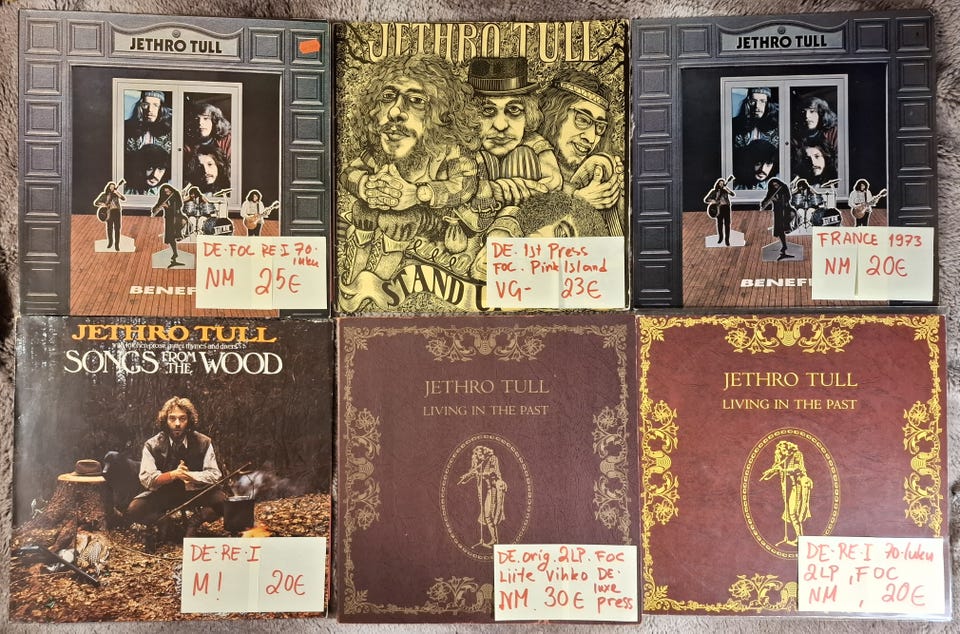 JETHRO TULL
BENEF
DE·FOC RE·I 70·
luku
NM 25€
JETHRO TULL
STAND U
DE. 1st Press
FOC. Pink Island
VG- 23€
JETHRO TULL
BENEF
FRANCE 1973
NM 20€
JETHRO TULL
SONGS FROM THE WOOD
DE·RE·I
M! 20€
JETHRO TULL
LIVING IN THE PAST
DE. orig. 2LP. FOC
Liite Vihko DE·
luxe
NM. 30€ press
JETHRO TULL
LIVING IN THE PAST
DE·RE·I 70-luku
2LP, FOC
NM, 20€